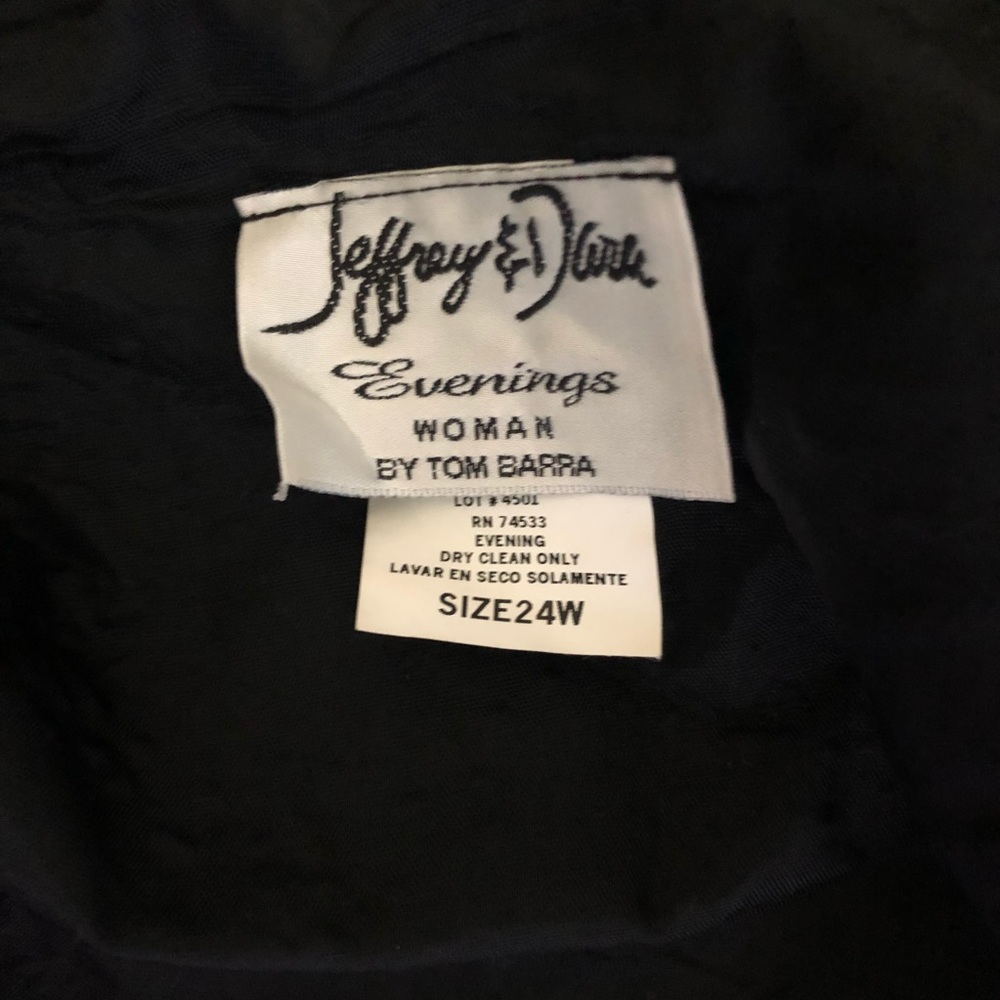 Jeffrey & Dara
Evenings
WOMAN
BY TOM BARRA
LOT # 4501
RN 74533
EVENING
DRY CLEAN ONLY
LAVAR EN SECO SOLAMENTE
SIZE24W